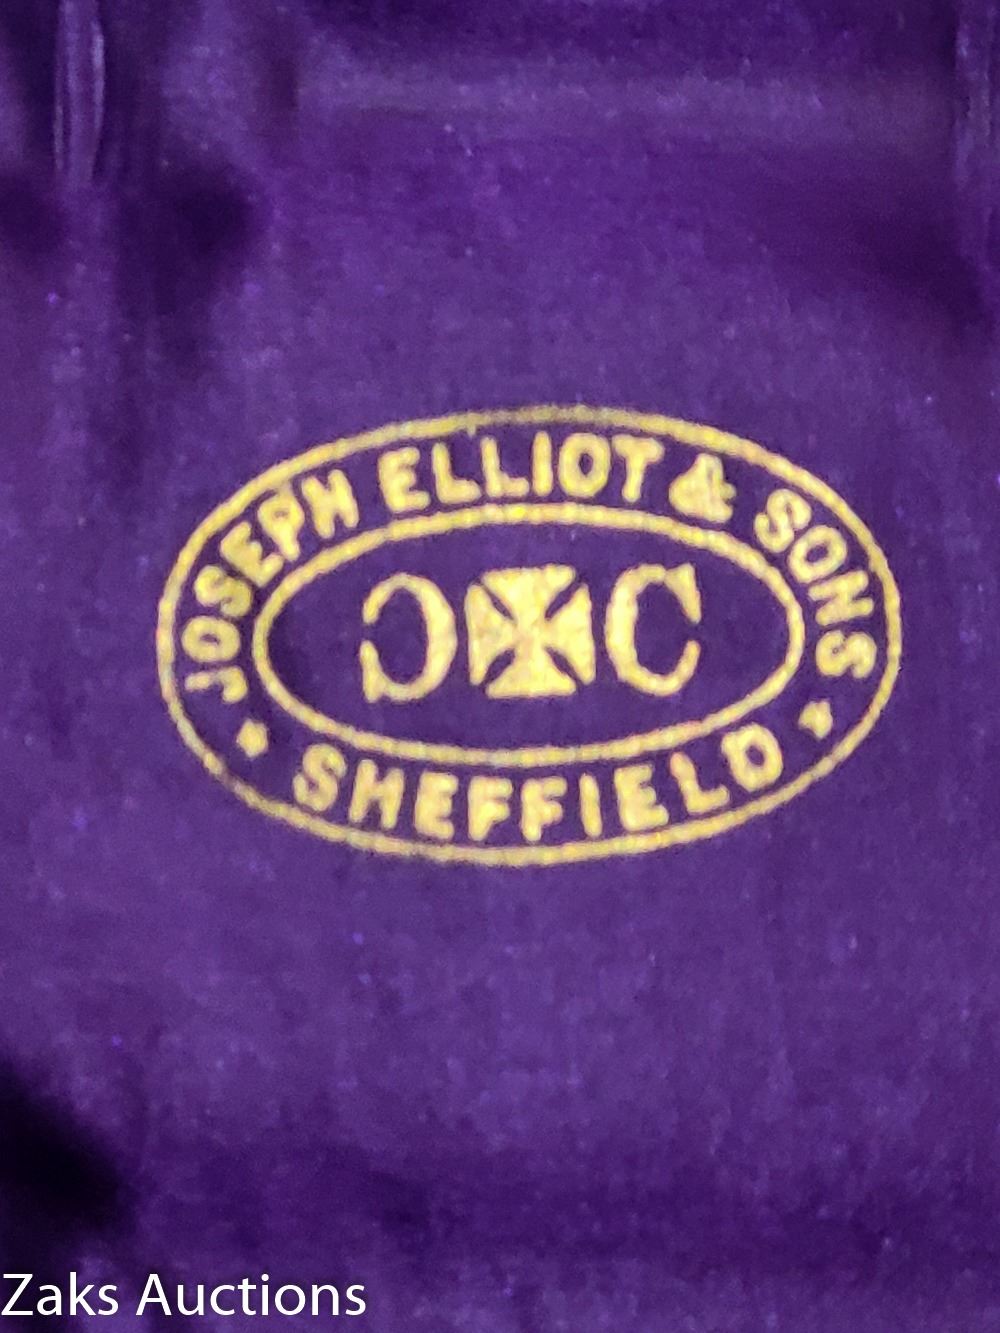 JOSEPH ELLIOT & SONS
Ɔ✠C
SHEFFIELD
Zaks Auctions